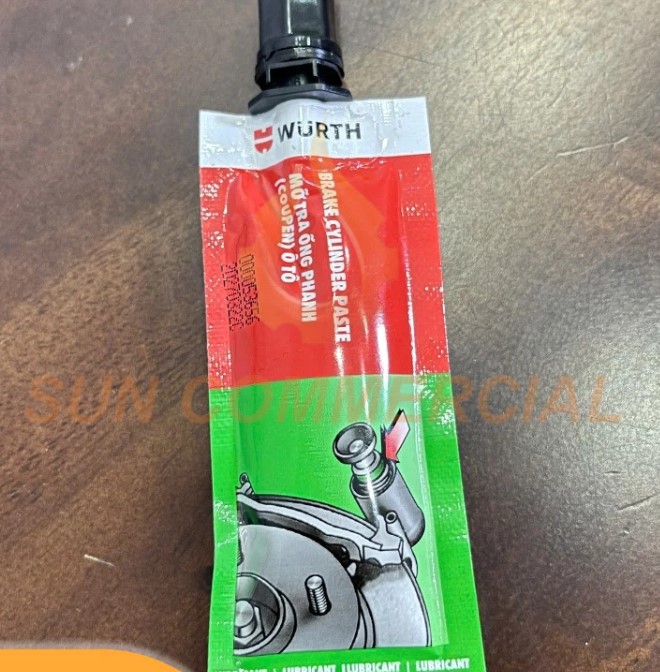 WÜRTH
BRAKE CYLINDER PASTE
MỠ TRA ỐNG PHANH
(COUPEN) Ô TÔ
SUN COMMERCIAL
LUBRICANT | LUBRICANT | LUBRICANT